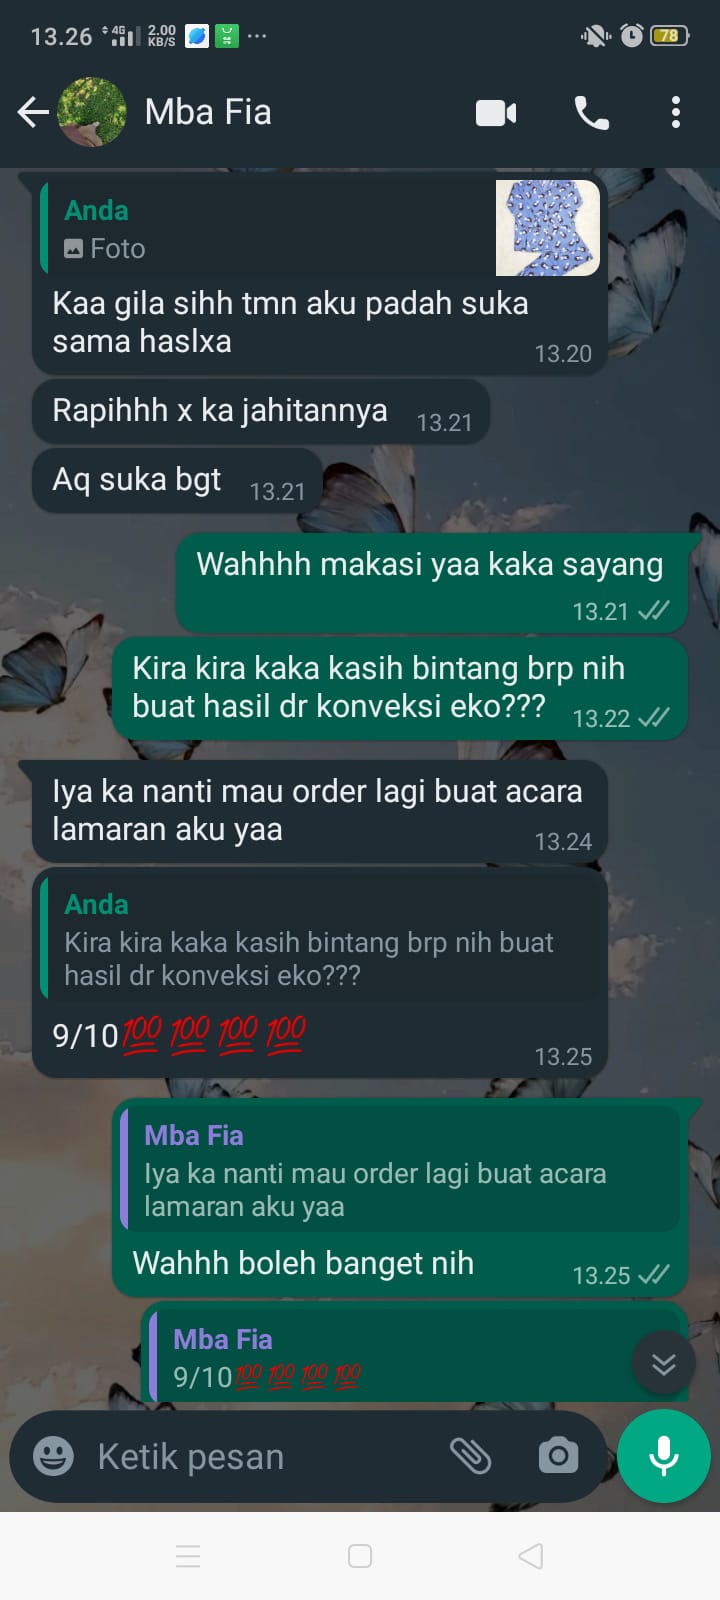 13.26 4G 2.00 KB/S ... 78
Mba Fia
Anda
Foto
Kaa gila sihh tmn aku padah suka
sama haslxa
13.20
Rapihhh x ka jahitannya 13.21
Aq suka bgt 13.21
Wahhhh makasi yaa kaka sayang
13.21
Kira kira kaka kasih bintang brp nih
buat hasil dr konveksi eko??? 13.22
Iya ka nanti mau order lagi buat acara
lamaran aku yaa 13.24
Anda
Kira kira kaka kasih bintang brp nih buat
hasil dr konveksi eko???
9/10💯💯💯💯
13.25
Mba Fia
Iya ka nanti mau order lagi buat acara
lamaran aku yaa
Wahhh boleh banget nih 13.25
Mba Fia
9/10💯💯💯💯
Ketik pesan